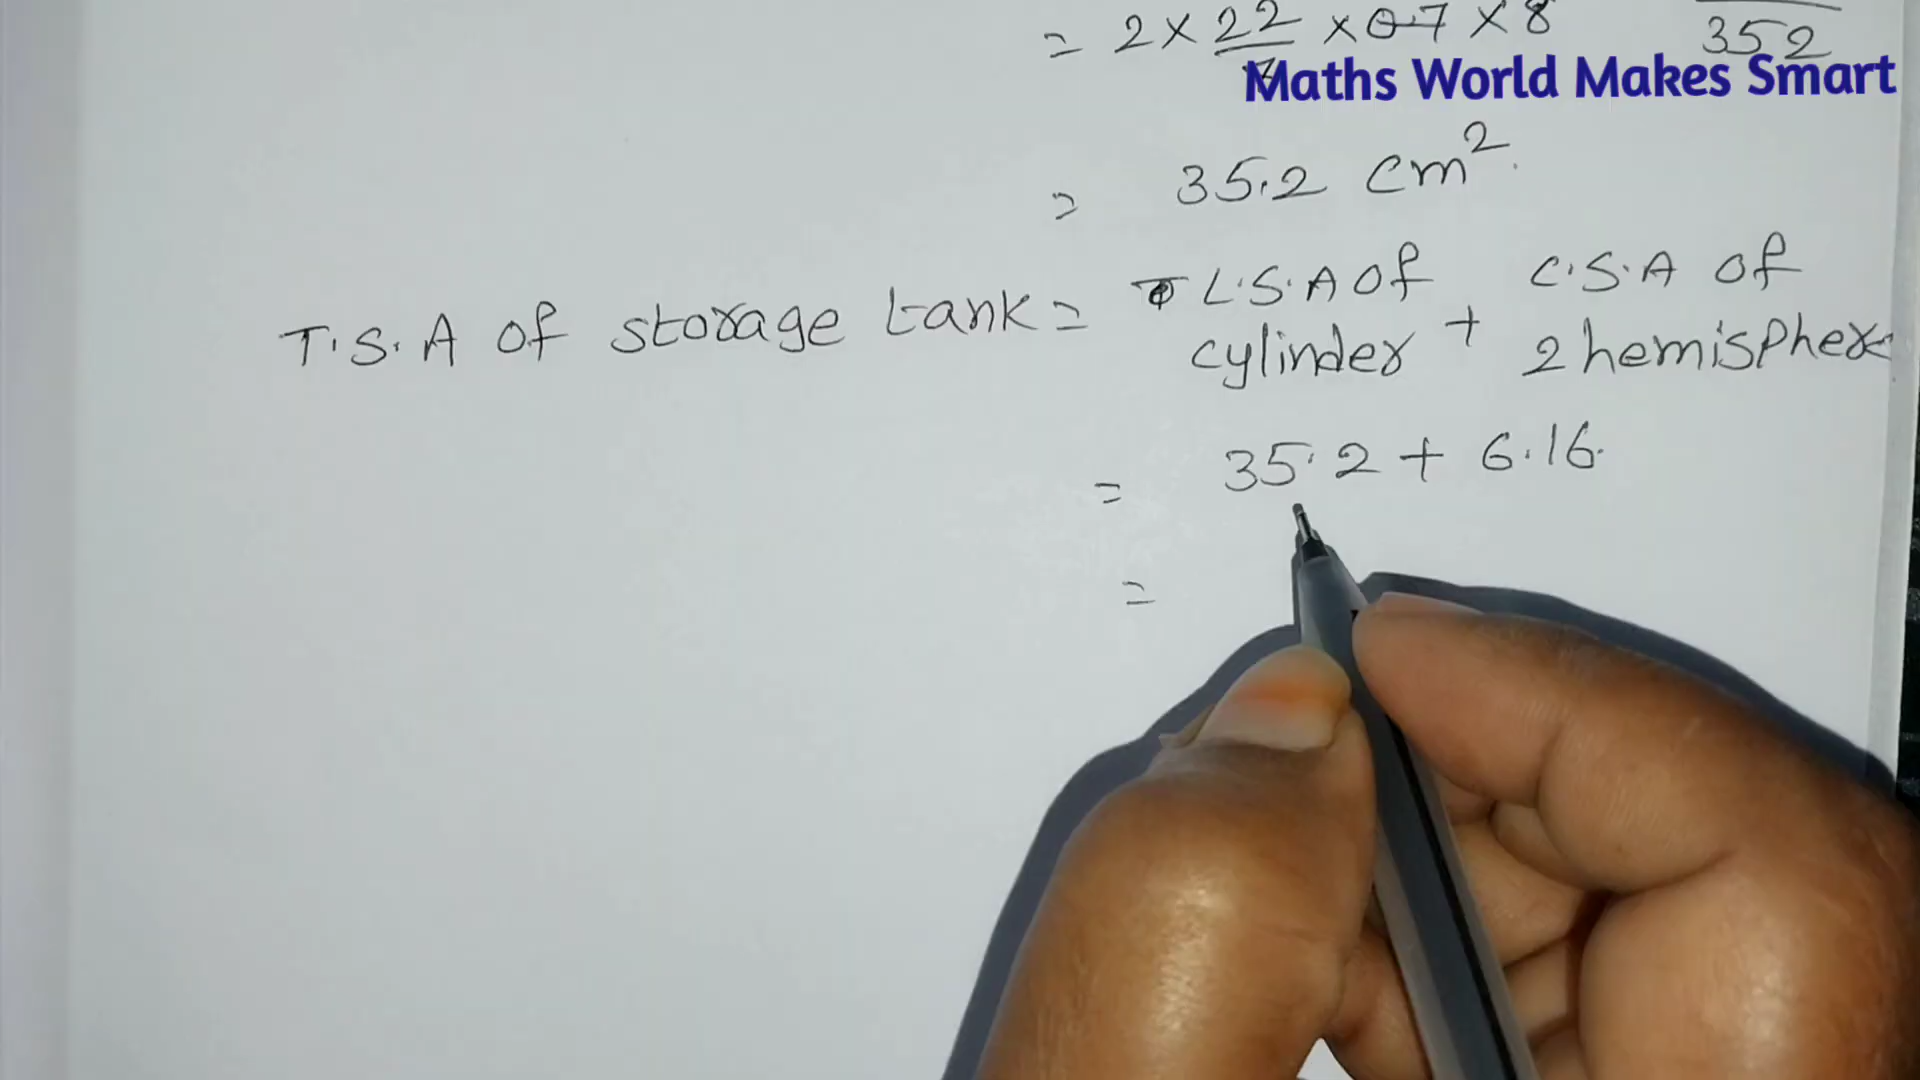 = 2 × 22/7 × 0.7 × 8
352
Maths World Makes Smart
= 35.2 cm²
T.S.A of storage tank = L.S.A of cylinder + C.S.A of 2 hemisphere
= 35.2 + 6.16
=